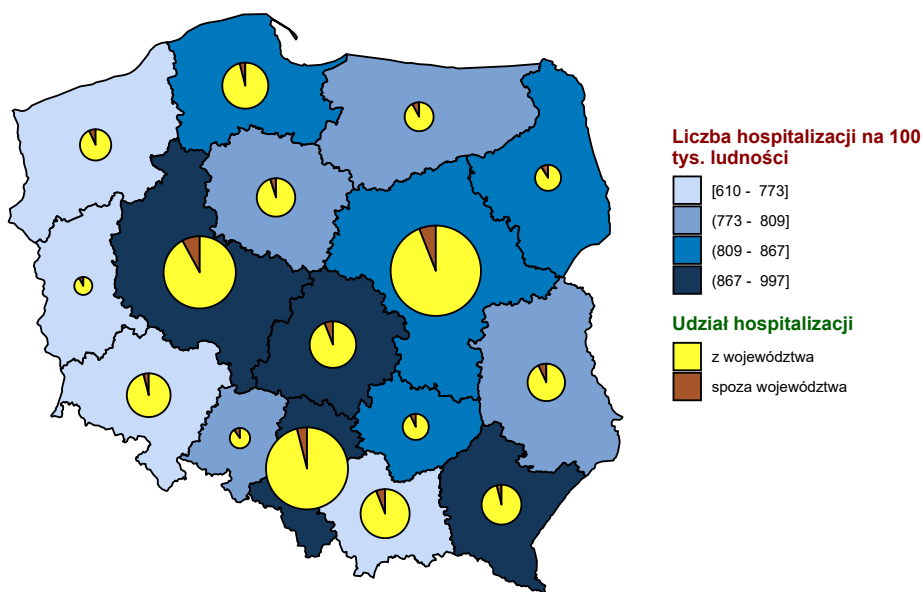 Liczba hospitalizacji na 100
tys. ludności
[610 - 773]
(773 - 809]
(809 - 867]
(867 - 997]
Udział hospitalizacji
z województwa
spoza województwa